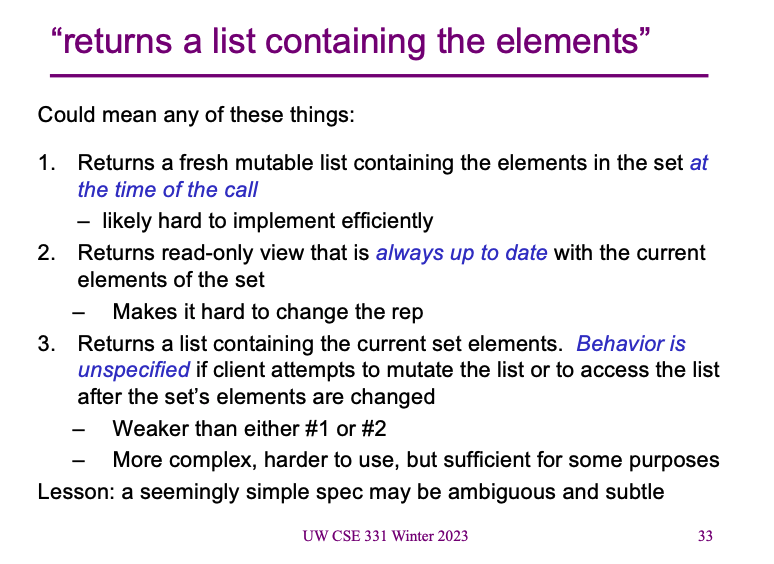 “returns a list containing the elements”
Could mean any of these things:
1. Returns a fresh mutable list containing the elements in the set at
the time of the call
– likely hard to implement efficiently
2. Returns read-only view that is always up to date with the current
elements of the set
– Makes it hard to change the rep
3. Returns a list containing the current set elements. Behavior is
unspecified if client attempts to mutate the list or to access the list
after the set’s elements are changed
– Weaker than either #1 or #2
– More complex, harder to use, but sufficient for some purposes
Lesson: a seemingly simple spec may be ambiguous and subtle
UW CSE 331 Winter 2023
33